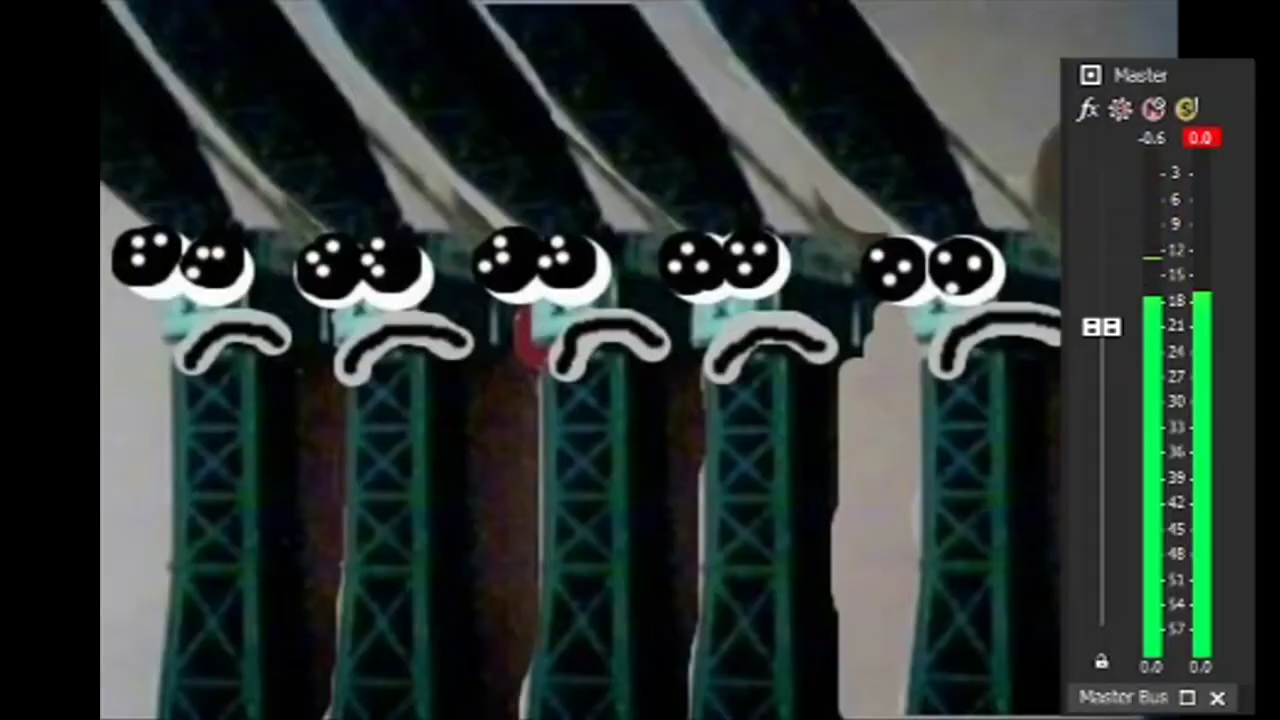 Master
fx
-0.6 0.0
- 3 -
- 6 -
- 9 -
- 12 -
- 15 -
- 18 -
- 21 -
- 24 -
- 27 -
- 30 -
- 33 -
- 36 -
- 39 -
- 42 -
- 45 -
- 48 -
- 51 -
- 54 -
- 57 -
0.0 0.0
Master Bus